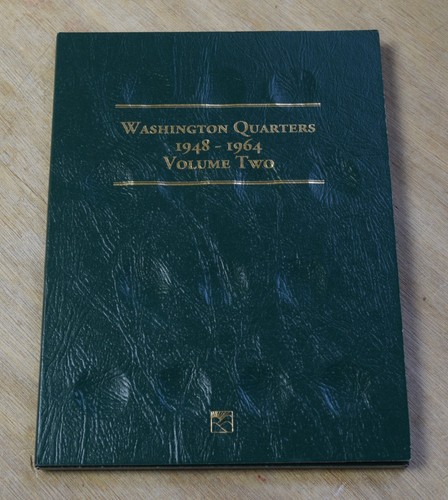 Washington Quarters
1948 - 1964
Volume Two